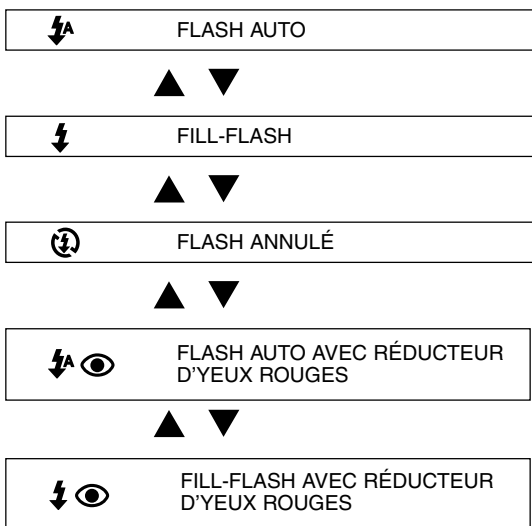 A FLASH AUTO
FILL-FLASH
FLASH ANNULÉ
A FLASH AUTO AVEC RÉDUCTEUR
D'YEUX ROUGES
FILL-FLASH AVEC RÉDUCTEUR
D'YEUX ROUGES